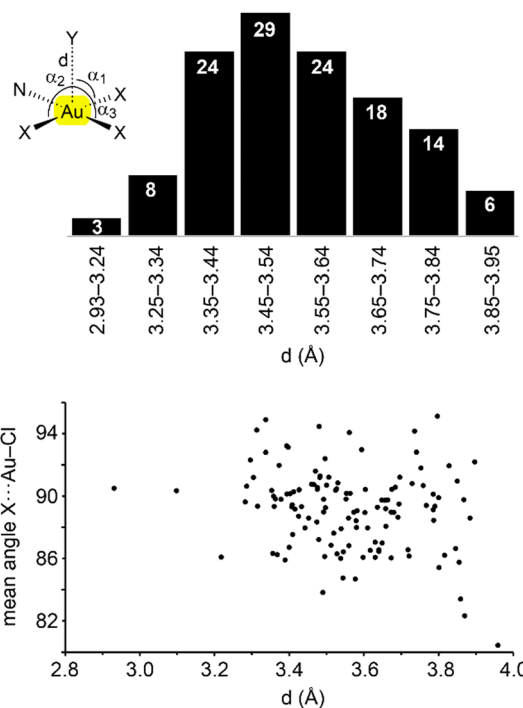 Y
d
α2 α1
N X
Au α3
X X
3
8
24
29
24
18
14
6
2.93–3.24
3.25–3.34
3.35–3.44
3.45–3.54
3.55–3.64
3.65–3.74
3.75–3.84
3.85–3.95
d (Å)
mean angle X···Au–Cl
94
90
86
82
2.8 3.0 3.2 3.4 3.6 3.8 4.0
d (Å)